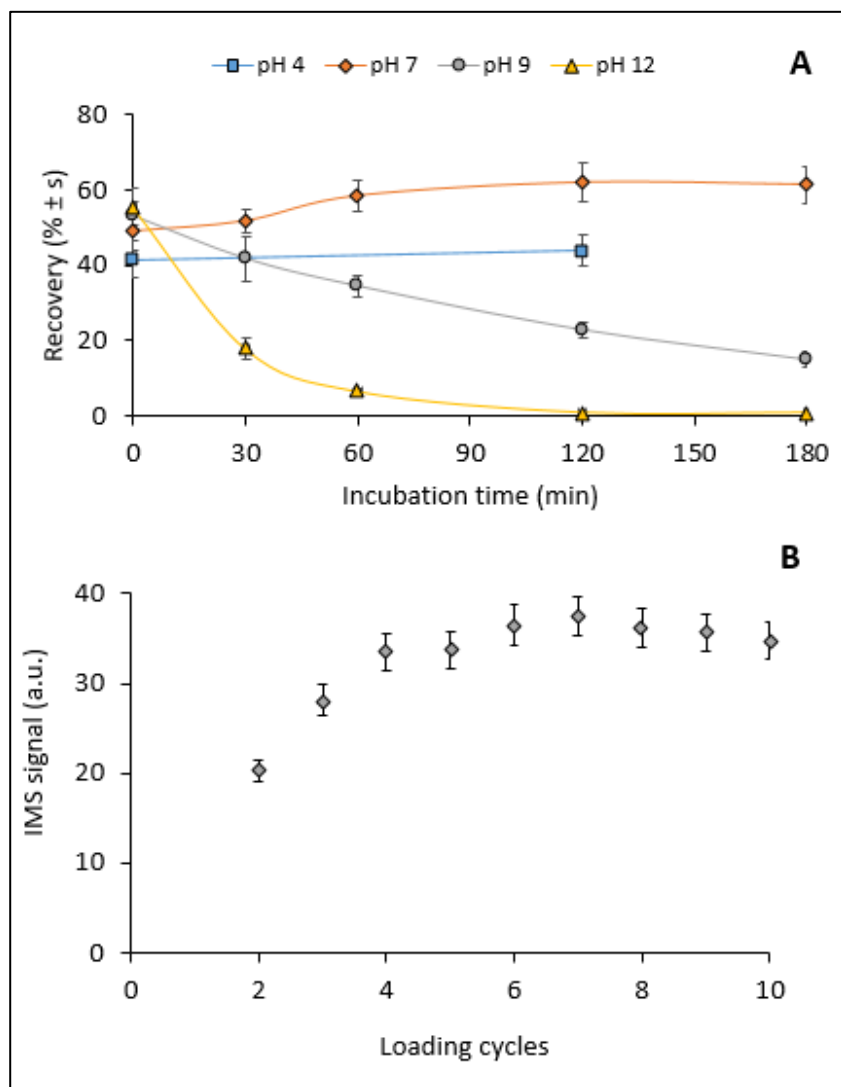 pH 4 pH 7 pH 9 pH 12 A
80
60
40
20
0
Recovery (% ± s)
0 30 60 90 120 150 180
Incubation time (min)
B
40
30
20
10
0
IMS signal (a.u.)
0 2 4 6 8 10
Loading cycles